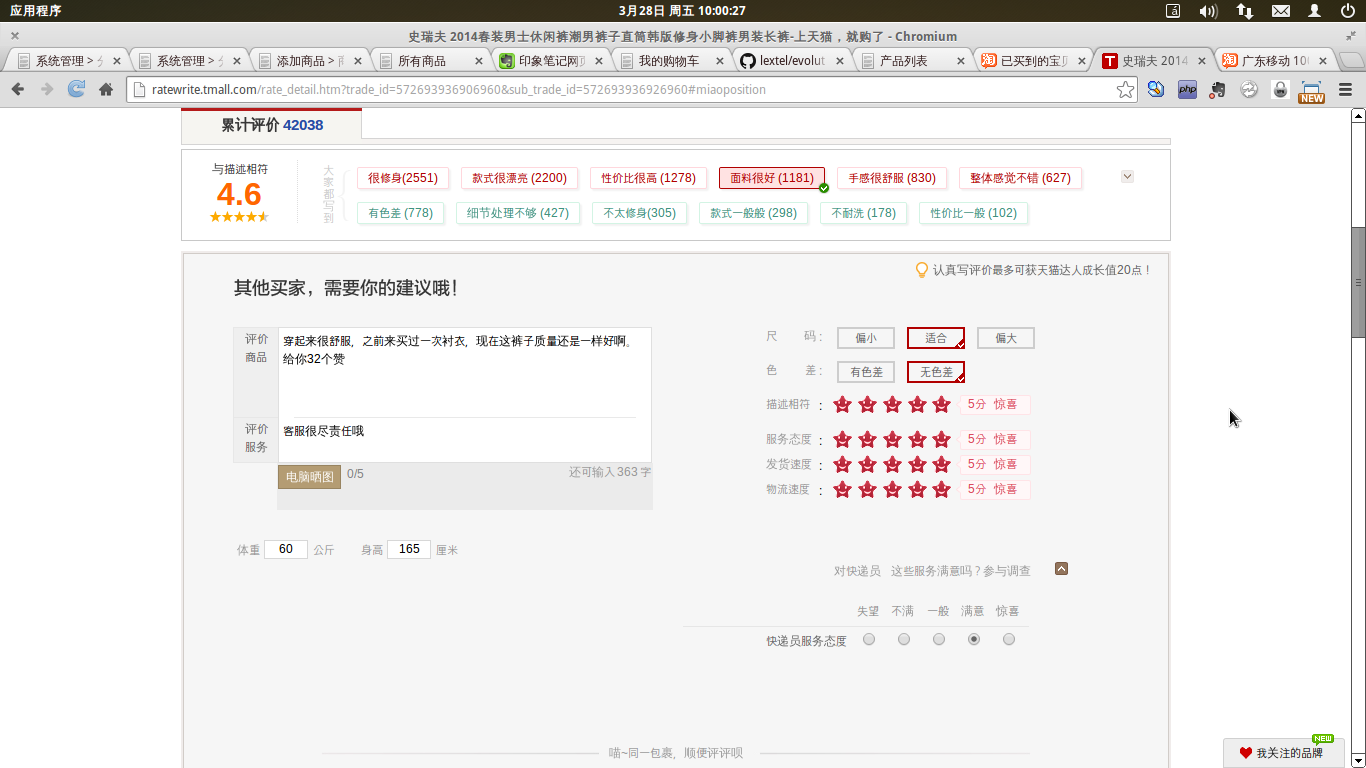 应用程序
3月28日 周五 10:00:27
史瑞夫 2014春装男士休闲裤潮男裤子直筒韩版修身小脚裤男装长裤-上天猫，就购了 - Chromium
系统管理 >
系统管理 >
添加商品 >
所有商品
印象笔记网页
我的购物车
lextel/evolut
产品列表
已买到的宝贝
史瑞夫 2014
广东移动 10
ratewrite.tmall.com/rate_detail.htm?trade_id=572693936906960&sub_trade_id=572693936926960#miaoposition
php
NEW
累计评价 42038
与描述相符
4.6
大家都写到
很修身(2551)
款式很漂亮 (2200)
性价比很高 (1278)
面料很好 (1181)
手感很舒服 (830)
整体感觉不错 (627)
有色差 (778)
细节处理不够 (427)
不太修身(305)
款式一般般 (298)
不耐洗 (178)
性价比一般 (102)
认真写评价最多可获天猫达人成长值20点！
其他买家，需要你的建议哦！
评价
商品
穿起来很舒服，之前来买过一次衬衣，现在这裤子质量还是一样好啊。
给你32个赞
评价
服务
客服很尽责任哦
电脑晒图
0/5
还可输入 363 字
体重 60 公斤
身高 165 厘米
尺 码： 偏小 适合 偏大
色 差： 有色差 无色差
描述相符 ： 5分 惊喜
服务态度 ： 5分 惊喜
发货速度 ： 5分 惊喜
物流速度 ： 5分 惊喜
对快递员 这些服务满意吗？参与调查
失望 不满 一般 满意 惊喜
快递员服务态度
喵~同一包裹，顺便评评呗
我关注的品牌
NEW